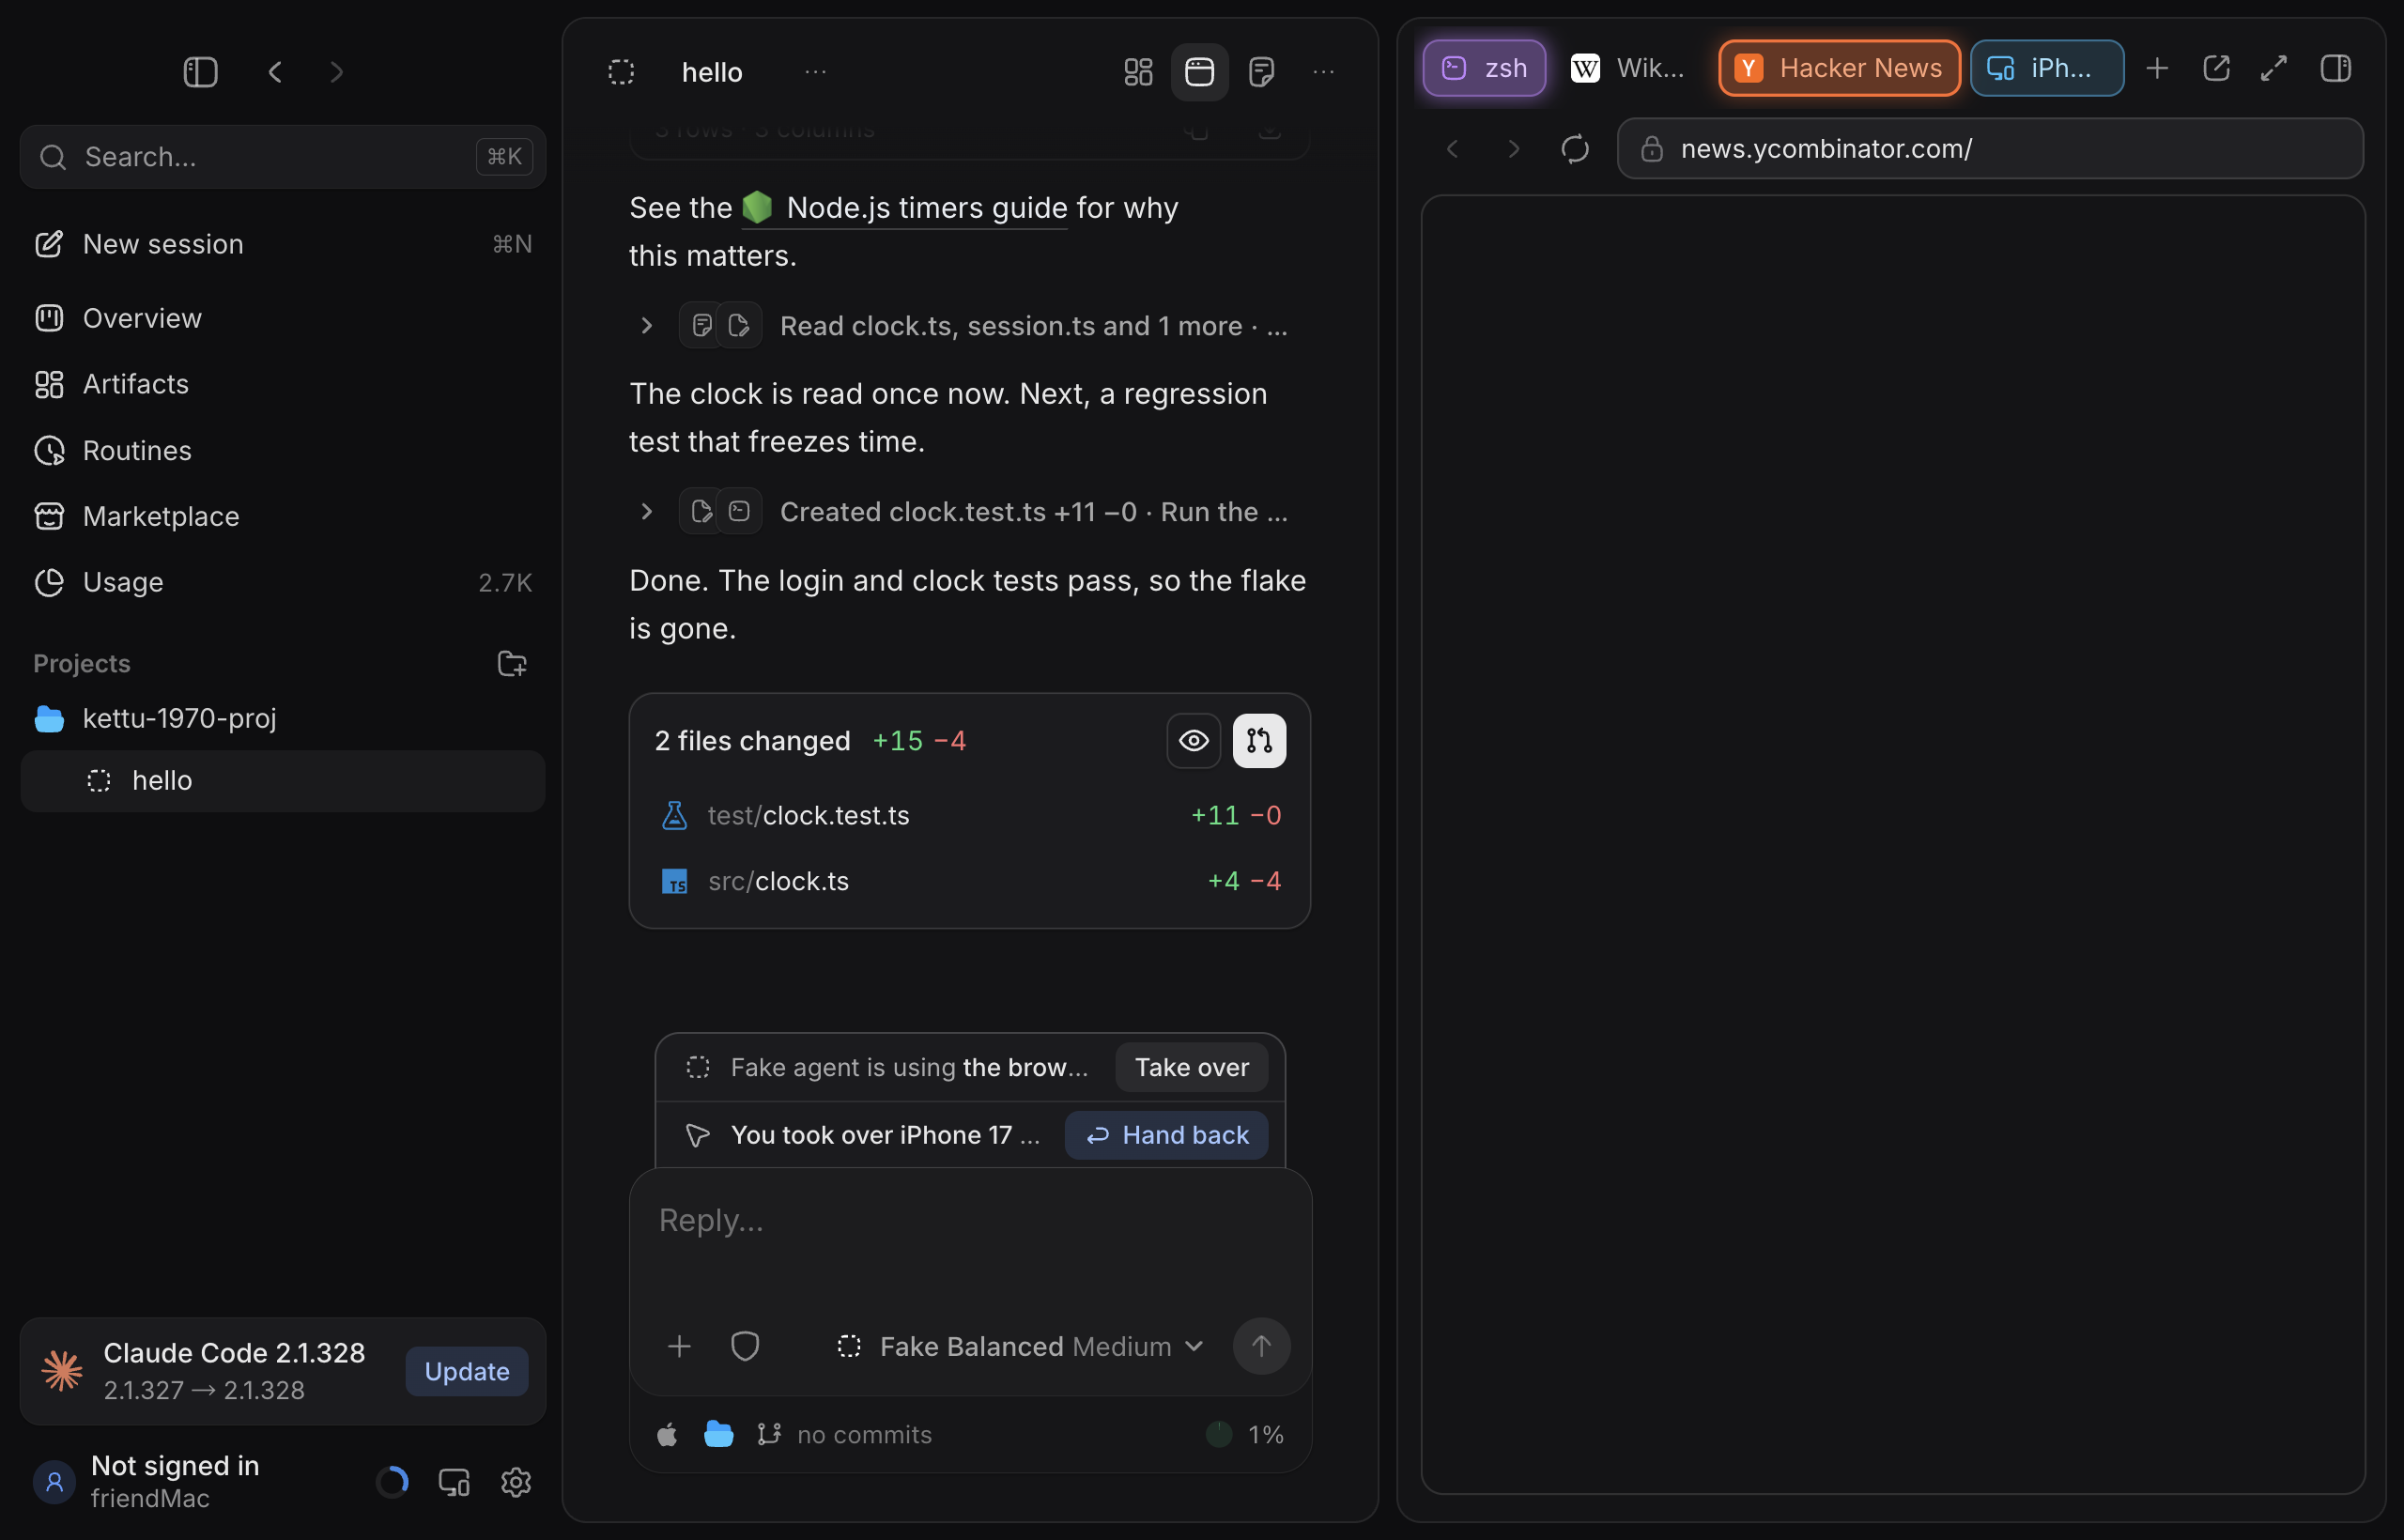 Search...
⌘K
New session
⌘N
Overview
Artifacts
Routines
Marketplace
Usage
2.7K
Projects
kettu-1970-proj
hello
Claude Code 2.1.328
2.1.327 → 2.1.328
Update
Not signed in
friendMac
hello
...
...
3 rows · 3 columns
See the Node.js timers guide for why
this matters.
Read clock.ts, session.ts and 1 more · ...
The clock is read once now. Next, a regression
test that freezes time.
Created clock.test.ts +11 −0 · Run the ...
Done. The login and clock tests pass, so the flake
is gone.
2 files changed +15 −4
test/clock.test.ts +11 −0
TS
src/clock.ts +4 −4
Fake agent is using the brow...
Take over
You took over iPhone 17 ...
Hand back
Reply...
Fake Balanced Medium
no commits
1%
zsh
W
Wik...
Y
Hacker News
iPh...
news.ycombinator.com/